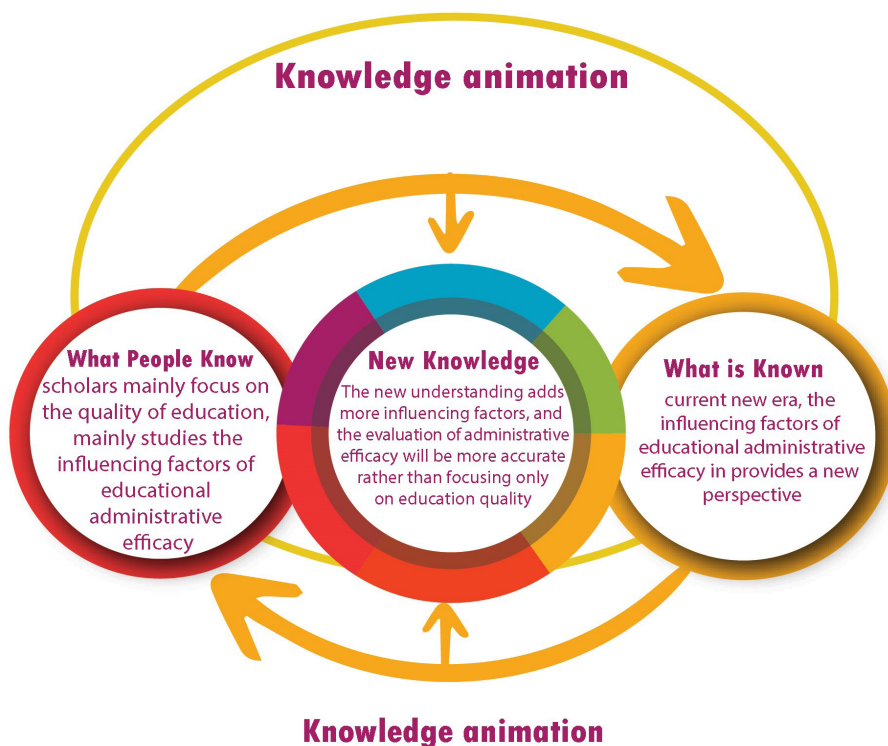 Knowledge animation
What People Know
scholars mainly focus on
the quality of education,
mainly studies the
influencing factors of
educational
administrative
efficacy
New Knowledge
The new understanding adds
more influencing factors, and
the evaluation of administrative
efficacy will be more accurate
rather than focusing only
on education quality
What is Known
current new era, the
influencing factors of
educational administrative
efficacy in provides a new
perspective
Knowledge animation